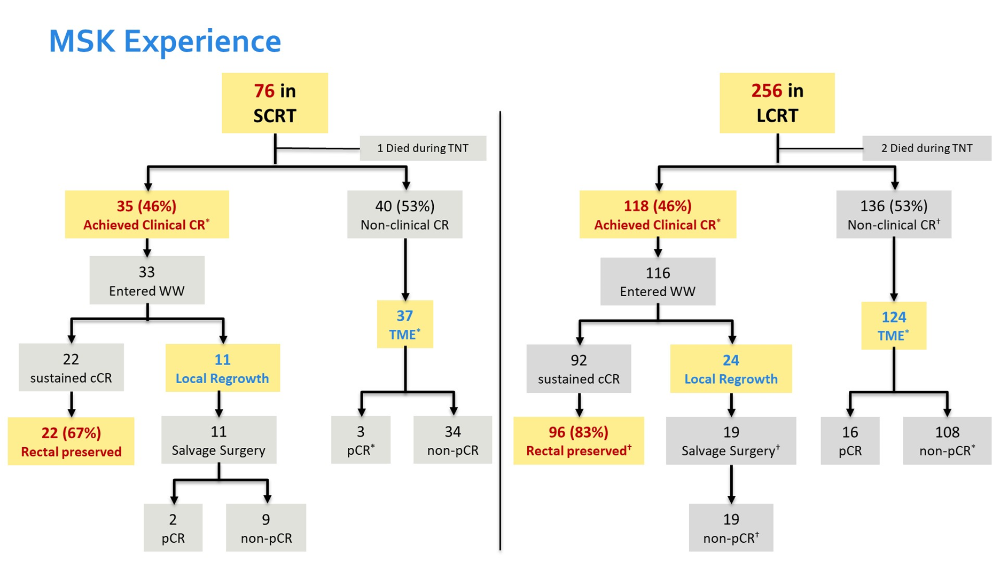 MSK Experience
76 in
SCRT
1 Died during TNT
35 (46%)
Achieved Clinical CR*
40 (53%)
Non-clinical CR
33
Entered WW
37
TME*
22
sustained cCR
11
Local Regrowth
22 (67%)
Rectal preserved
11
Salvage Surgery
3
pCR*
34
non-pCR
2
pCR
9
non-pCR
256 in
LCRT
2 Died during TNT
118 (46%)
Achieved Clinical CR*
136 (53%)
Non-clinical CR†
116
Entered WW
124
TME*
92
sustained cCR
24
Local Regrowth
96 (83%)
Rectal preserved†
19
Salvage Surgery†
16
pCR
108
non-pCR*
19
non-pCR†